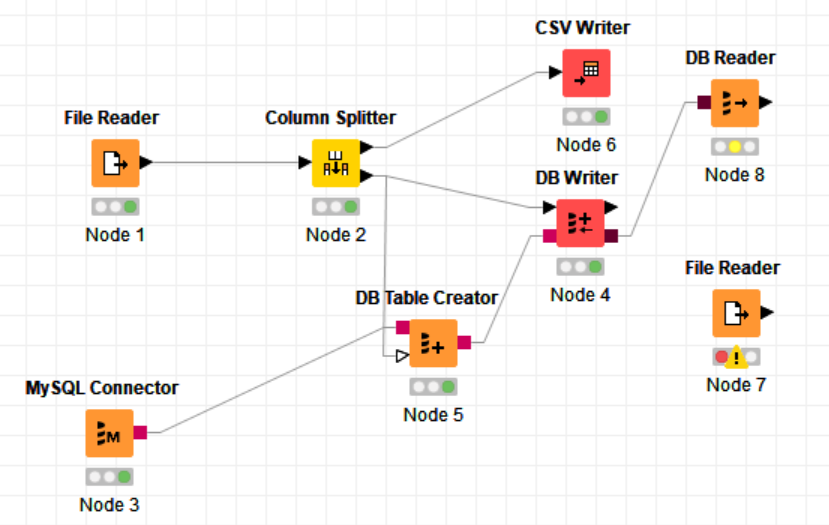 CSV Writer
Node 6
DB Reader
Node 8
File Reader
Node 1
Column Splitter
Node 2
DB Writer
Node 4
File Reader
!
Node 7
DB Table Creator
Node 5
MySQL Connector
M
Node 3